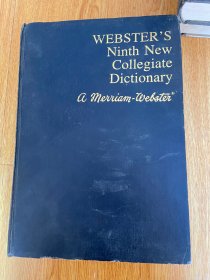 WEBSTER'S
Ninth New
Collegiate
Dictionary
a Merriam-Webster®